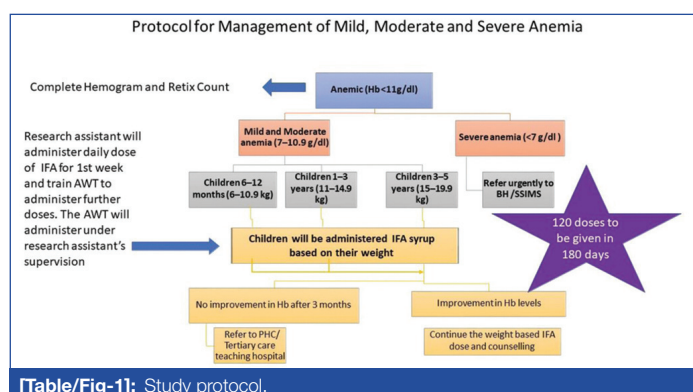 Protocol for Management of Mild, Moderate and Severe Anemia
Complete Hemogram and Retix Count
Anemic (Hb<11g/dl)
Research assistant will
administer daily dose
of IFA for 1st week
and train AWT to
administer further
doses. The AWT will
administer under
research assistant's
supervision
Mild and Moderate
anemia (7–10.9 g/dl)
Severe anemia (<7 g/dl )
Children 6–12
months (6–10.9 kg)
Children 1–3
years (11–14.9
kg)
Children 3–5
years (15–19.9
kg)
Refer urgently to
BH /SSIMS
120 doses to
be given in
180 days
Children will be administered IFA syrup
based on their weight
No improvement in Hb after 3 months
Improvement in Hb levels
Refer to PHC/
Tertiary care
teaching hospital
Continue the weight based IFA
dose and counselling
[Table/Fig-1]: Study protocol.